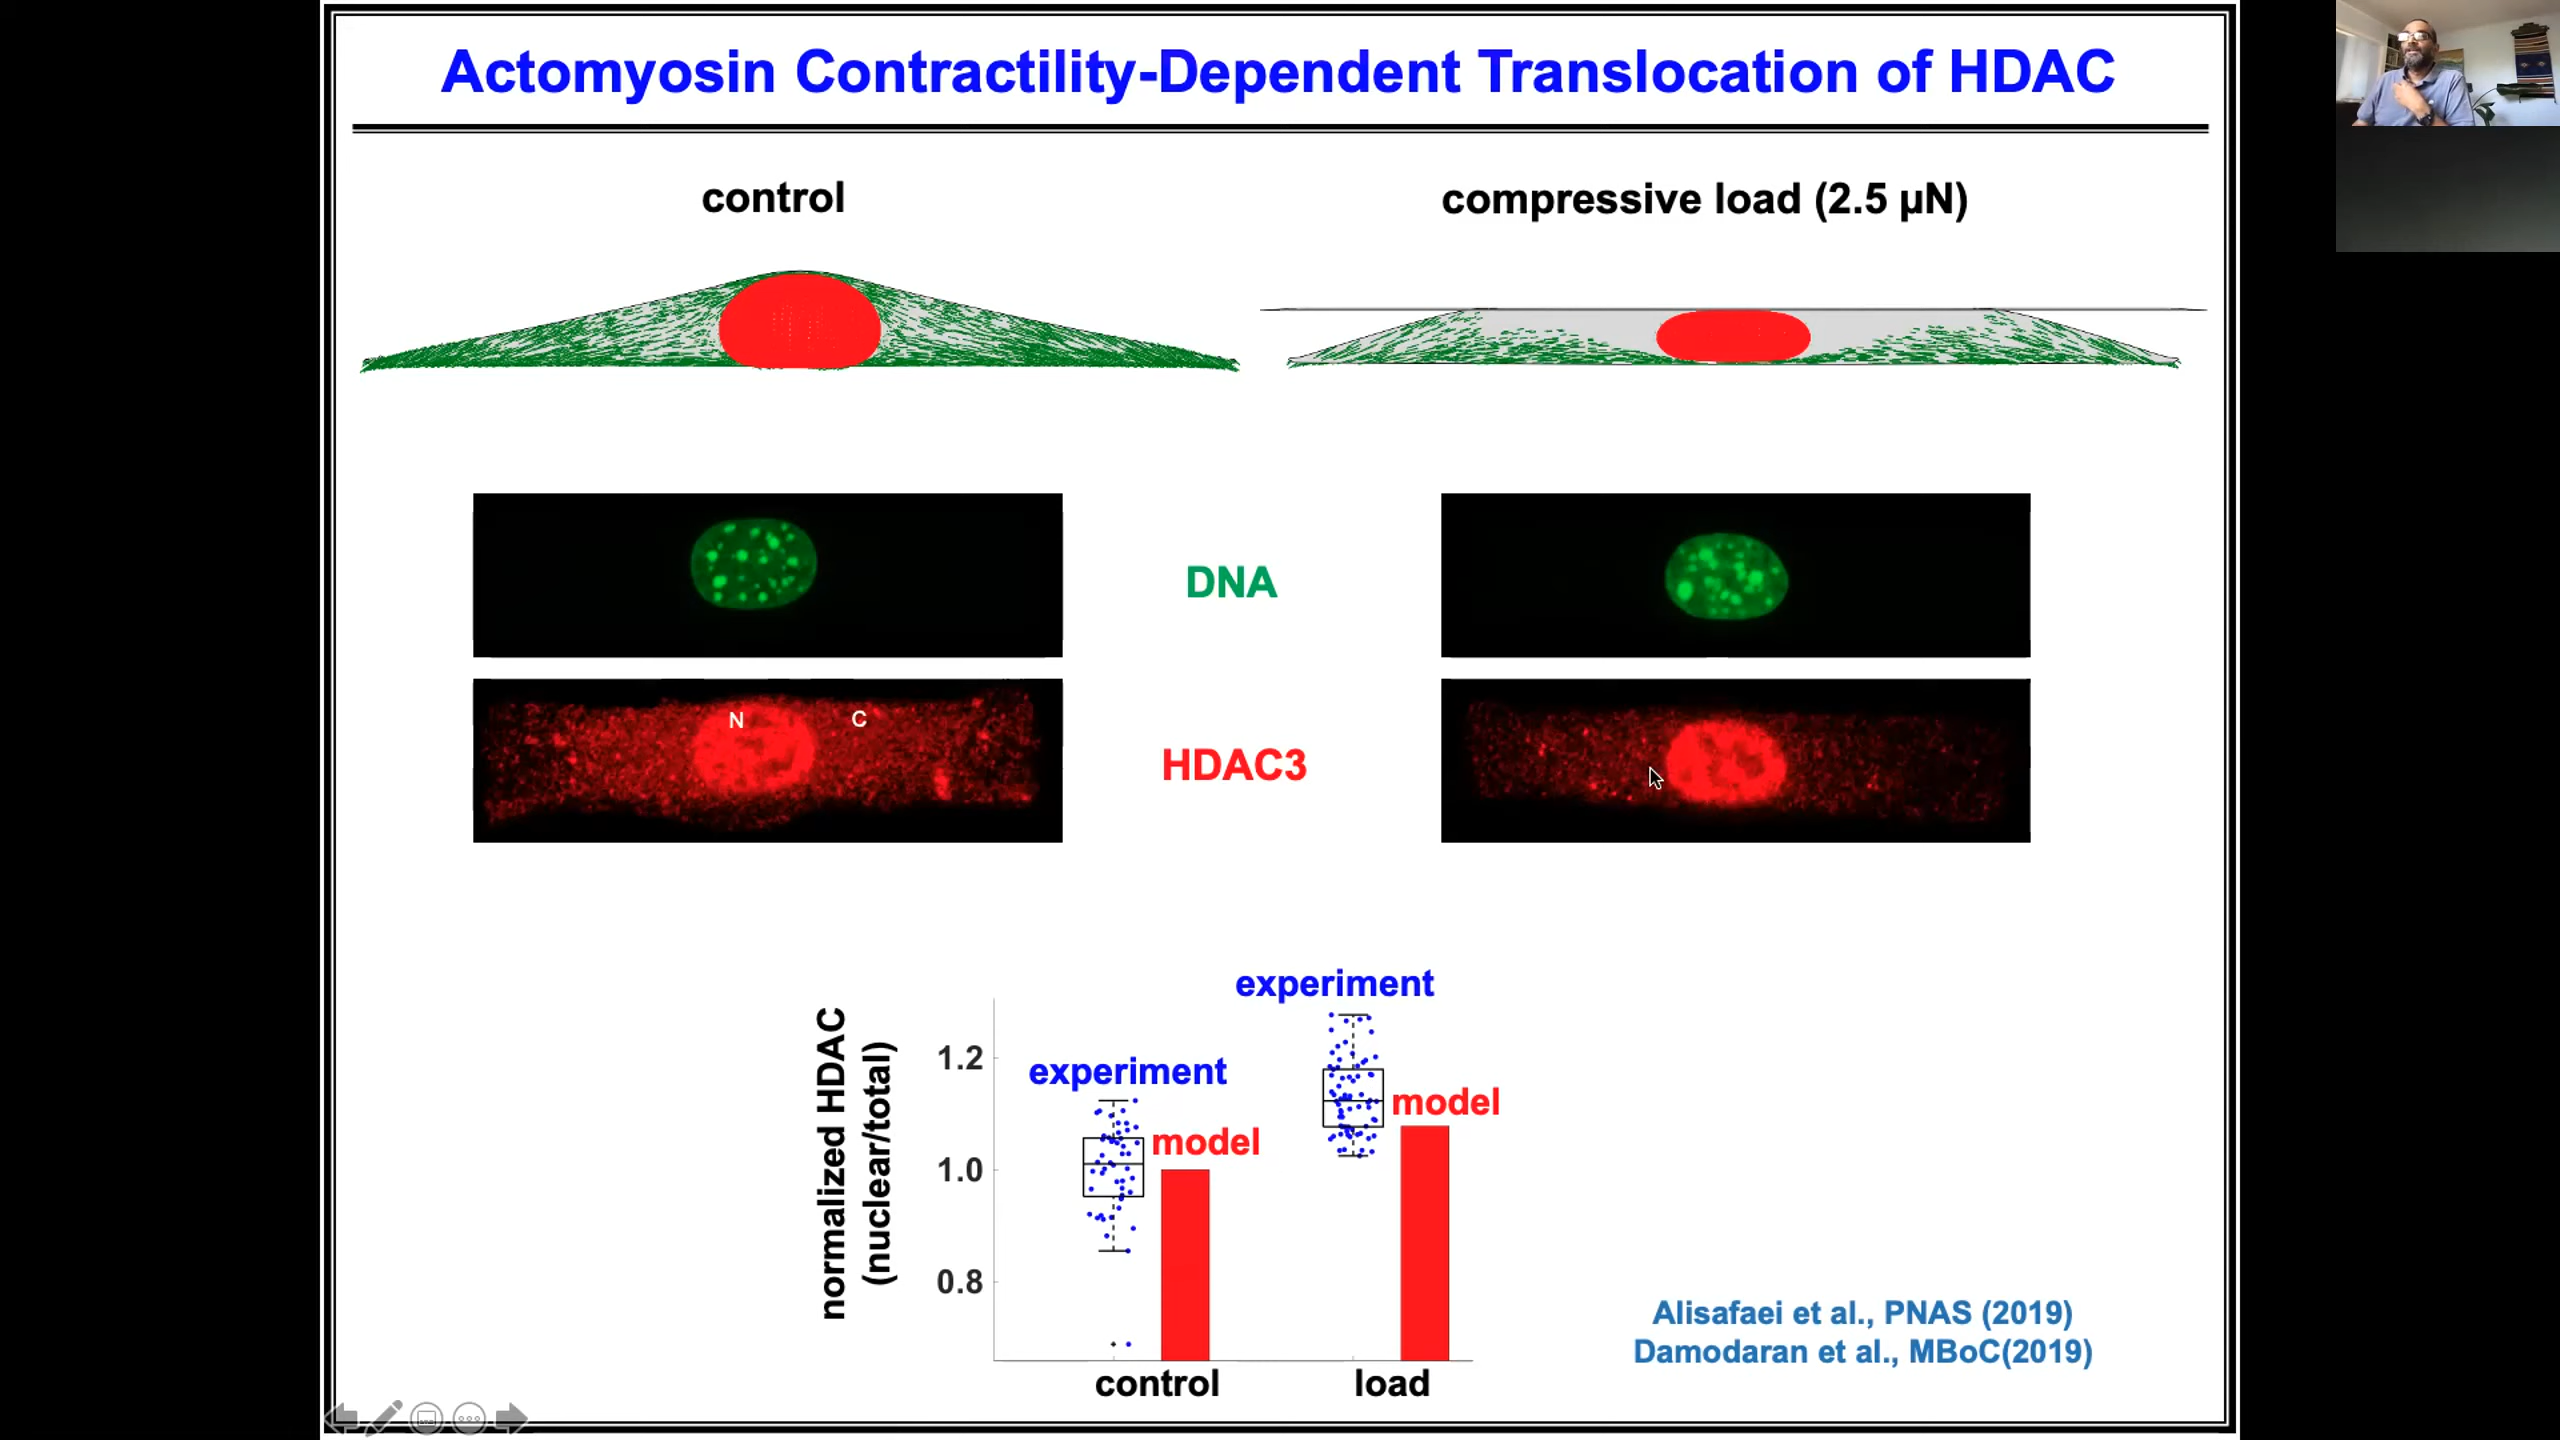 Actomyosin Contractility-Dependent Translocation of HDAC
control
compressive load (2.5 µN)
DNA
N
C
HDAC3
experiment
experiment
model
model
normalized HDAC
(nuclear/total)
1.2
1.0
0.8
control
load
Alisafaei et al., PNAS (2019)
Damodaran et al., MBoC(2019)